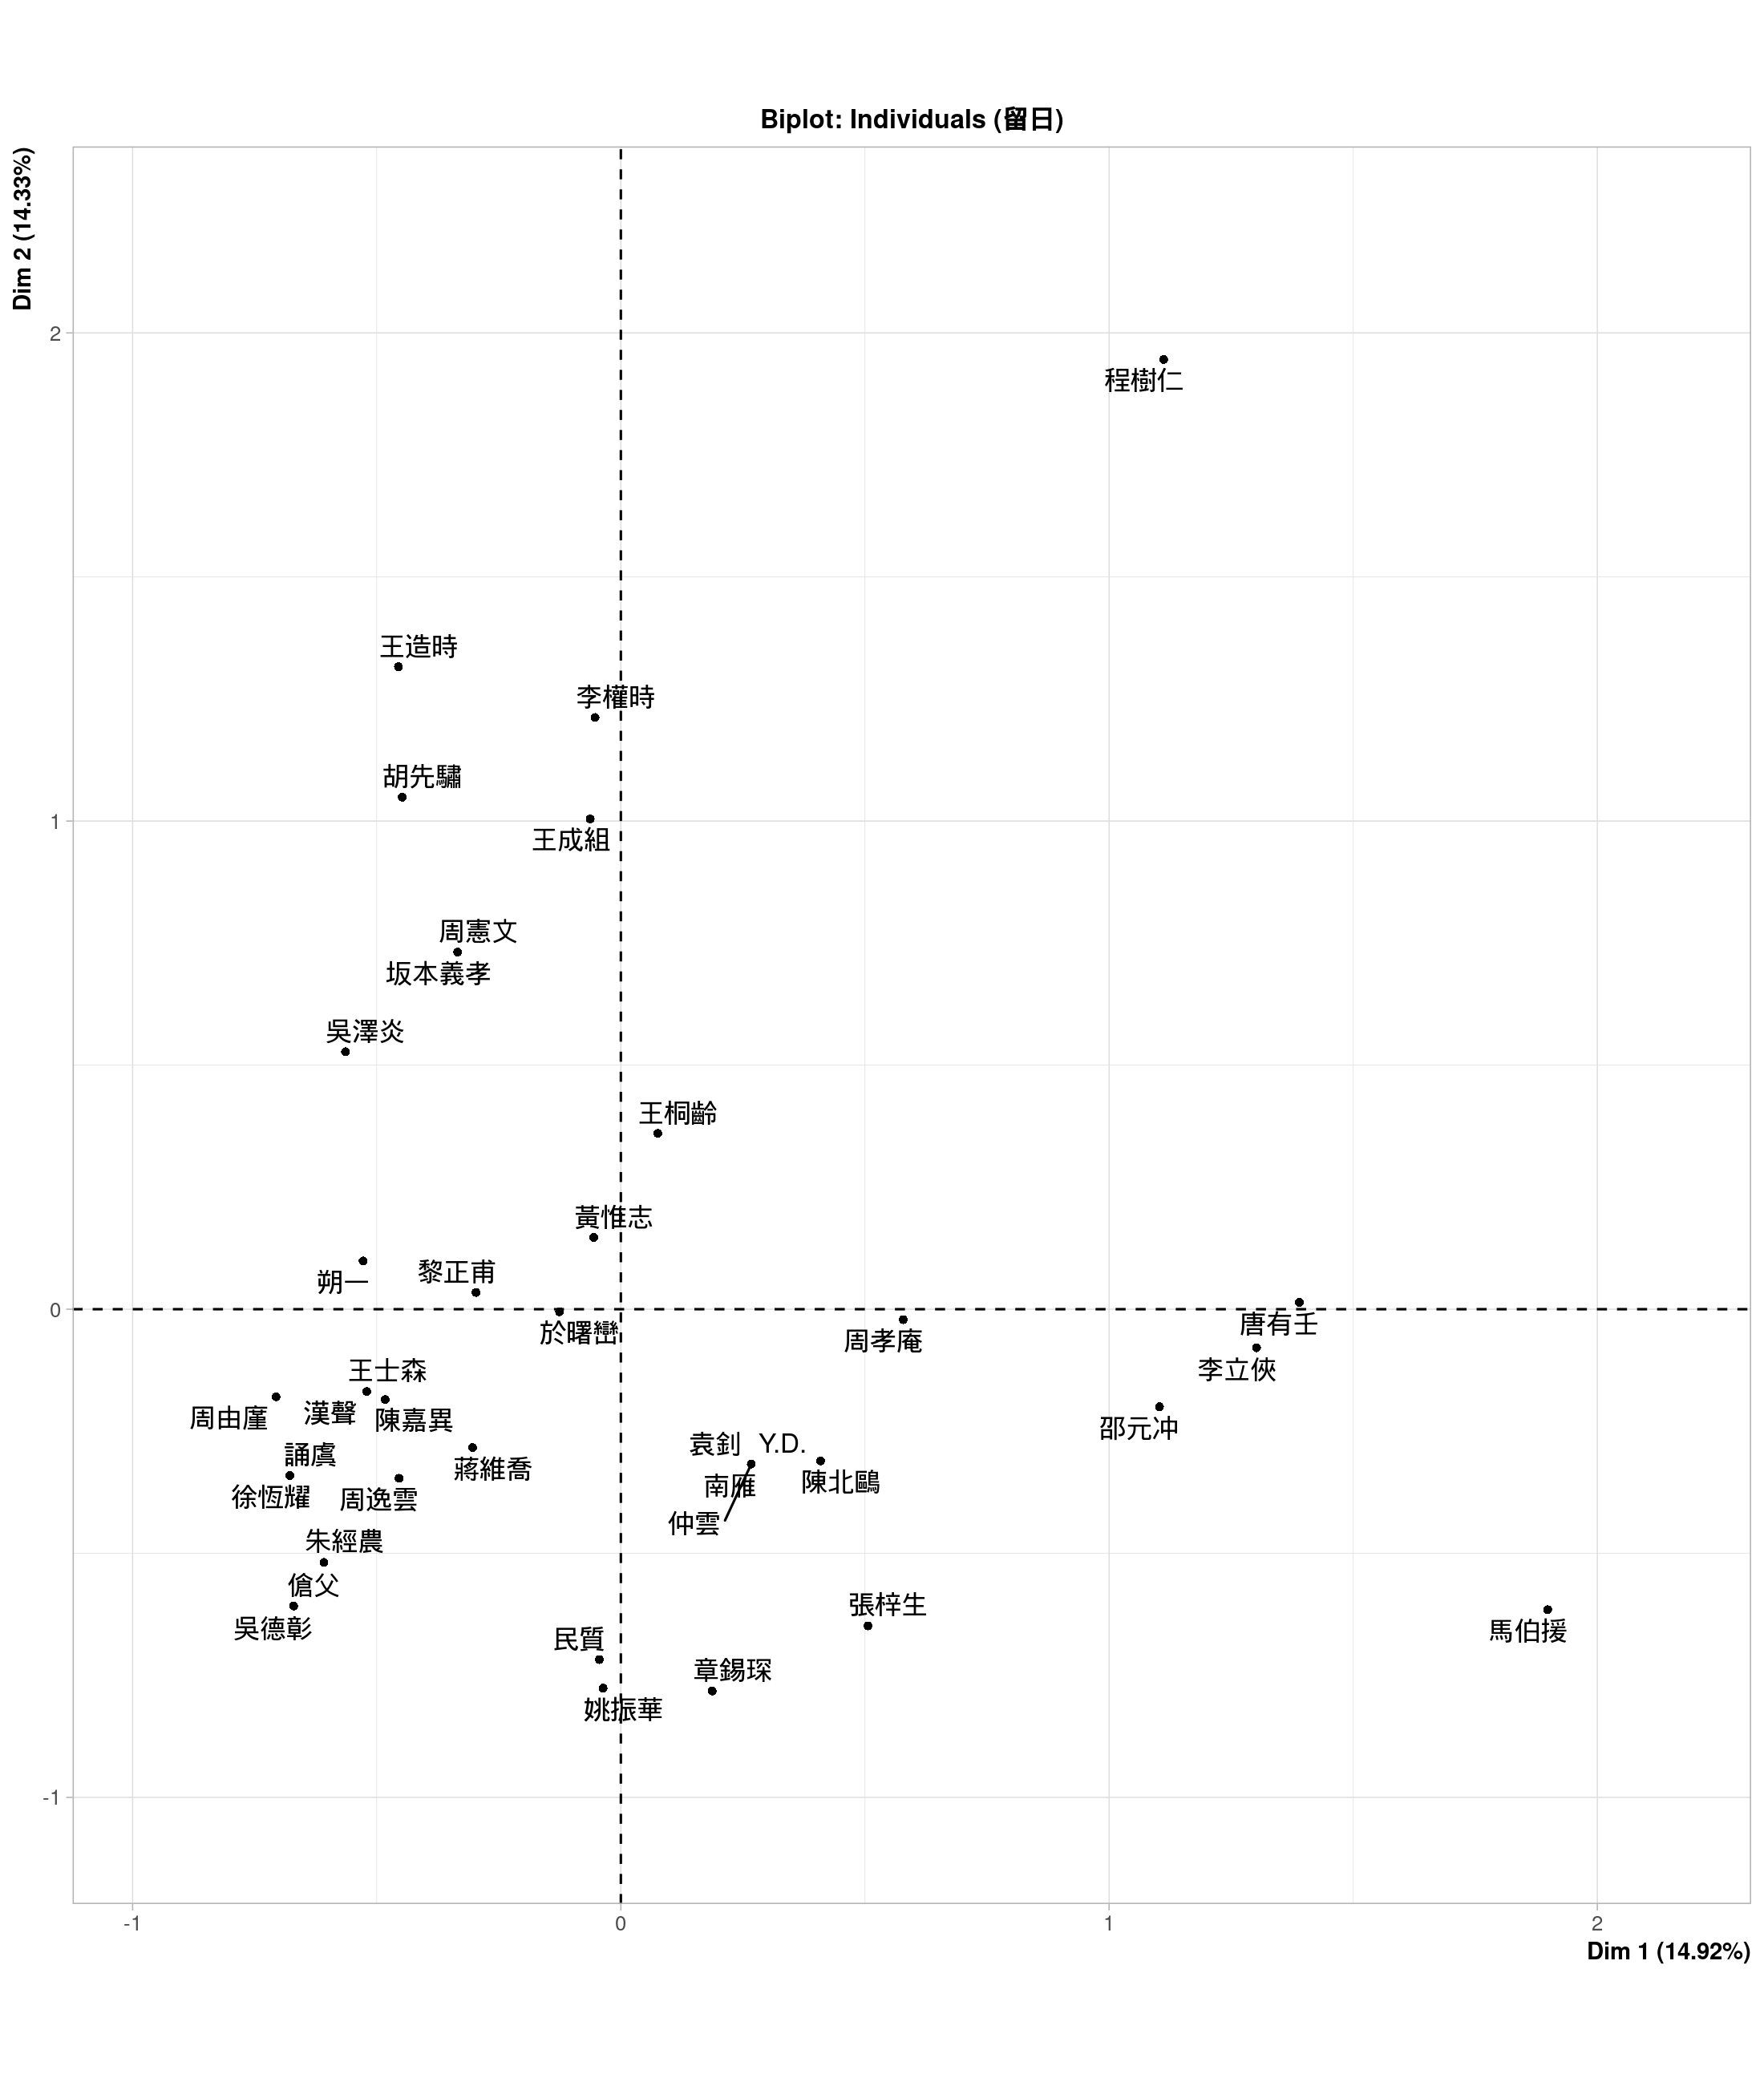 Biplot: Individuals (留日)
Dim 2 (14.33%)
2
程樹仁
王造時
李權時
胡先驌
1
王成組
周憲文
坂本義孝
吳澤炎
王桐齡
黃惟志
朔一
黎正甫
0
於曙巒
周孝庵
唐有壬
李立俠
王士森
周由廑
漢聲
陳嘉異
邵元冲
袁釗
Y.D.
誦虞
蔣維喬
南雁
陳北鷗
徐恆耀
周逸雲
仲雲
朱經農
傖父
張梓生
吳德彰
民質
馬伯援
章錫琛
姚振華
-1
-1
0
1
2
Dim 1 (14.92%)